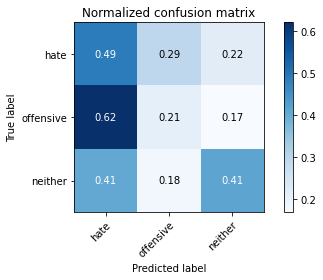 Normalized confusion matrix
True label
hate
0.49 0.29 0.22
offensive
0.62 0.21 0.17
neither
0.41 0.18 0.41
hate
offensive
neither
Predicted label
0.6
0.5
0.4
0.3
0.2